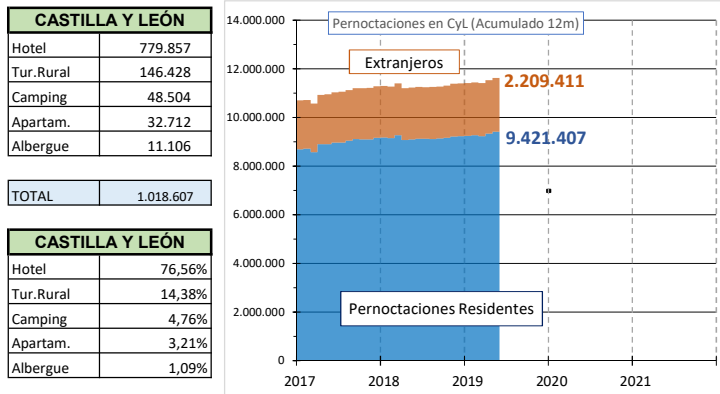 CASTILLA Y LEÓN
Hotel 779.857
Tur.Rural 146.428
Camping 48.504
Apartam. 32.712
Albergue 11.106
TOTAL 1.018.607
CASTILLA Y LEÓN
Hotel 76,56%
Tur.Rural 14,38%
Camping 4,76%
Apartam. 3,21%
Albergue 1,09%
Pernoctaciones en CyL (Acumulado 12m)
14.000.000
12.000.000
10.000.000
8.000.000
6.000.000
4.000.000
2.000.000
0
Extranjeros
2.209.411
9.421.407
Pernoctaciones Residentes
2017 2018 2019 2020 2021